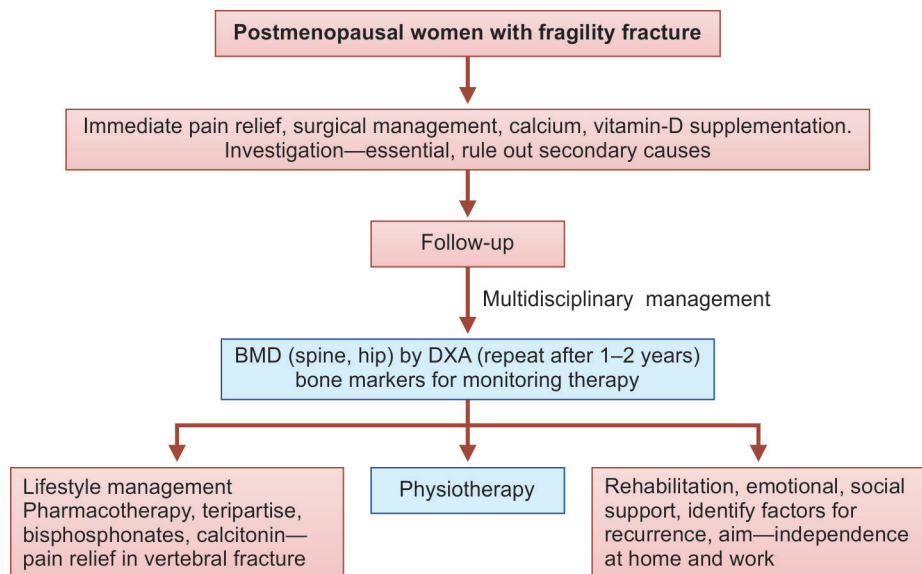 Postmenopausal women with fragility fracture
Immediate pain relief, surgical management, calcium, vitamin-D supplementation.
Investigation—essential, rule out secondary causes
Follow-up
Multidisciplinary management
BMD (spine, hip) by DXA (repeat after 1–2 years)
bone markers for monitoring therapy
Lifestyle management
Pharmacotherapy, teripartise,
bisphosphonates, calcitonin—
pain relief in vertebral fracture
Physiotherapy
Rehabilitation, emotional, social
support, identify factors for
recurrence, aim—independence
at home and work